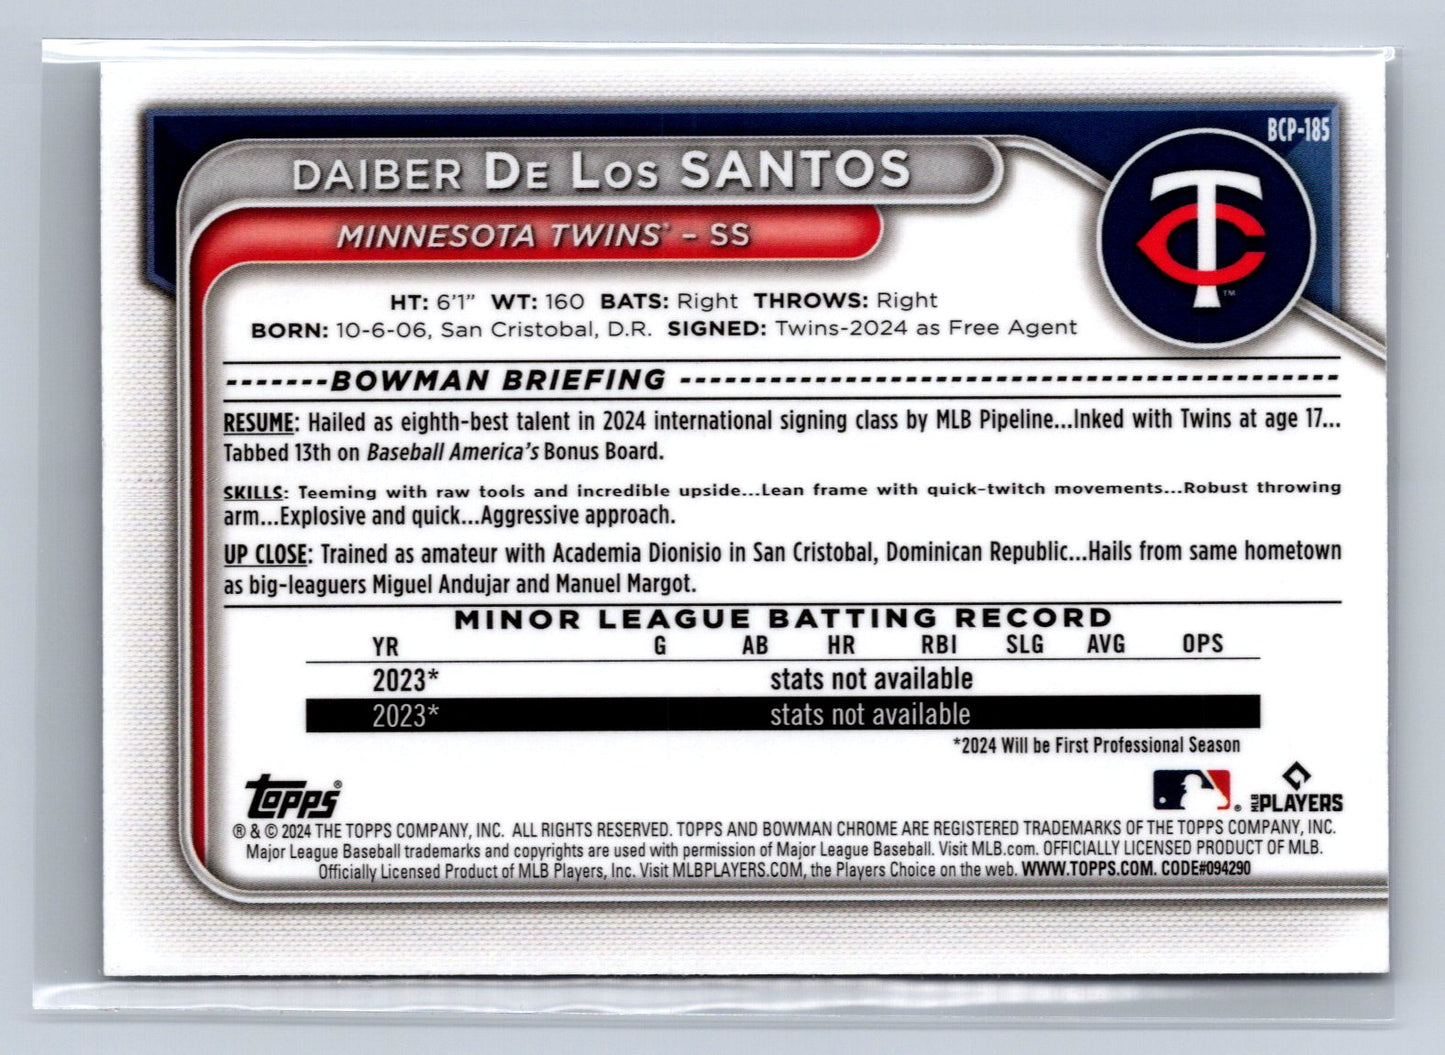 BCP-185
DAIBER DE LOS SANTOS
MINNESOTA TWINS® – SS
TC
™
HT: 6'1" WT: 160 BATS: Right THROWS: Right
BORN: 10-6-06, San Cristobal, D.R. SIGNED: Twins-2024 as Free Agent
BOWMAN BRIEFING
RESUME: Hailed as eighth-best talent in 2024 international signing class by MLB Pipeline...Inked with Twins at age 17...
Tabbed 13th on Baseball America's Bonus Board.
SKILLS: Teeming with raw tools and incredible upside...Lean frame with quick-twitch movements...Robust throwing
arm...Explosive and quick...Aggressive approach.
UP CLOSE: Trained as amateur with Academia Dionisio in San Cristobal, Dominican Republic...Hails from same hometown
as big-leaguers Miguel Andujar and Manuel Margot.
MINOR LEAGUE BATTING RECORD
YR G AB HR RBI SLG AVG OPS
2023* stats not available
2023* stats not available
*2024 Will be First Professional Season
Topps®
® MLB PLAYERS
® & © 2024 THE TOPPS COMPANY, INC. ALL RIGHTS RESERVED. TOPPS AND BOWMAN CHROME ARE REGISTERED TRADEMARKS OF THE TOPPS COMPANY, INC.
Major League Baseball trademarks and copyrights are used with permission of Major League Baseball. Visit MLB.com. OFFICIALLY LICENSED PRODUCT OF MLB.
Officially Licensed Product of MLB Players, Inc. Visit MLBPLAYERS.COM, the Players Choice on the web. WWW.TOPPS.COM. CODE#094290